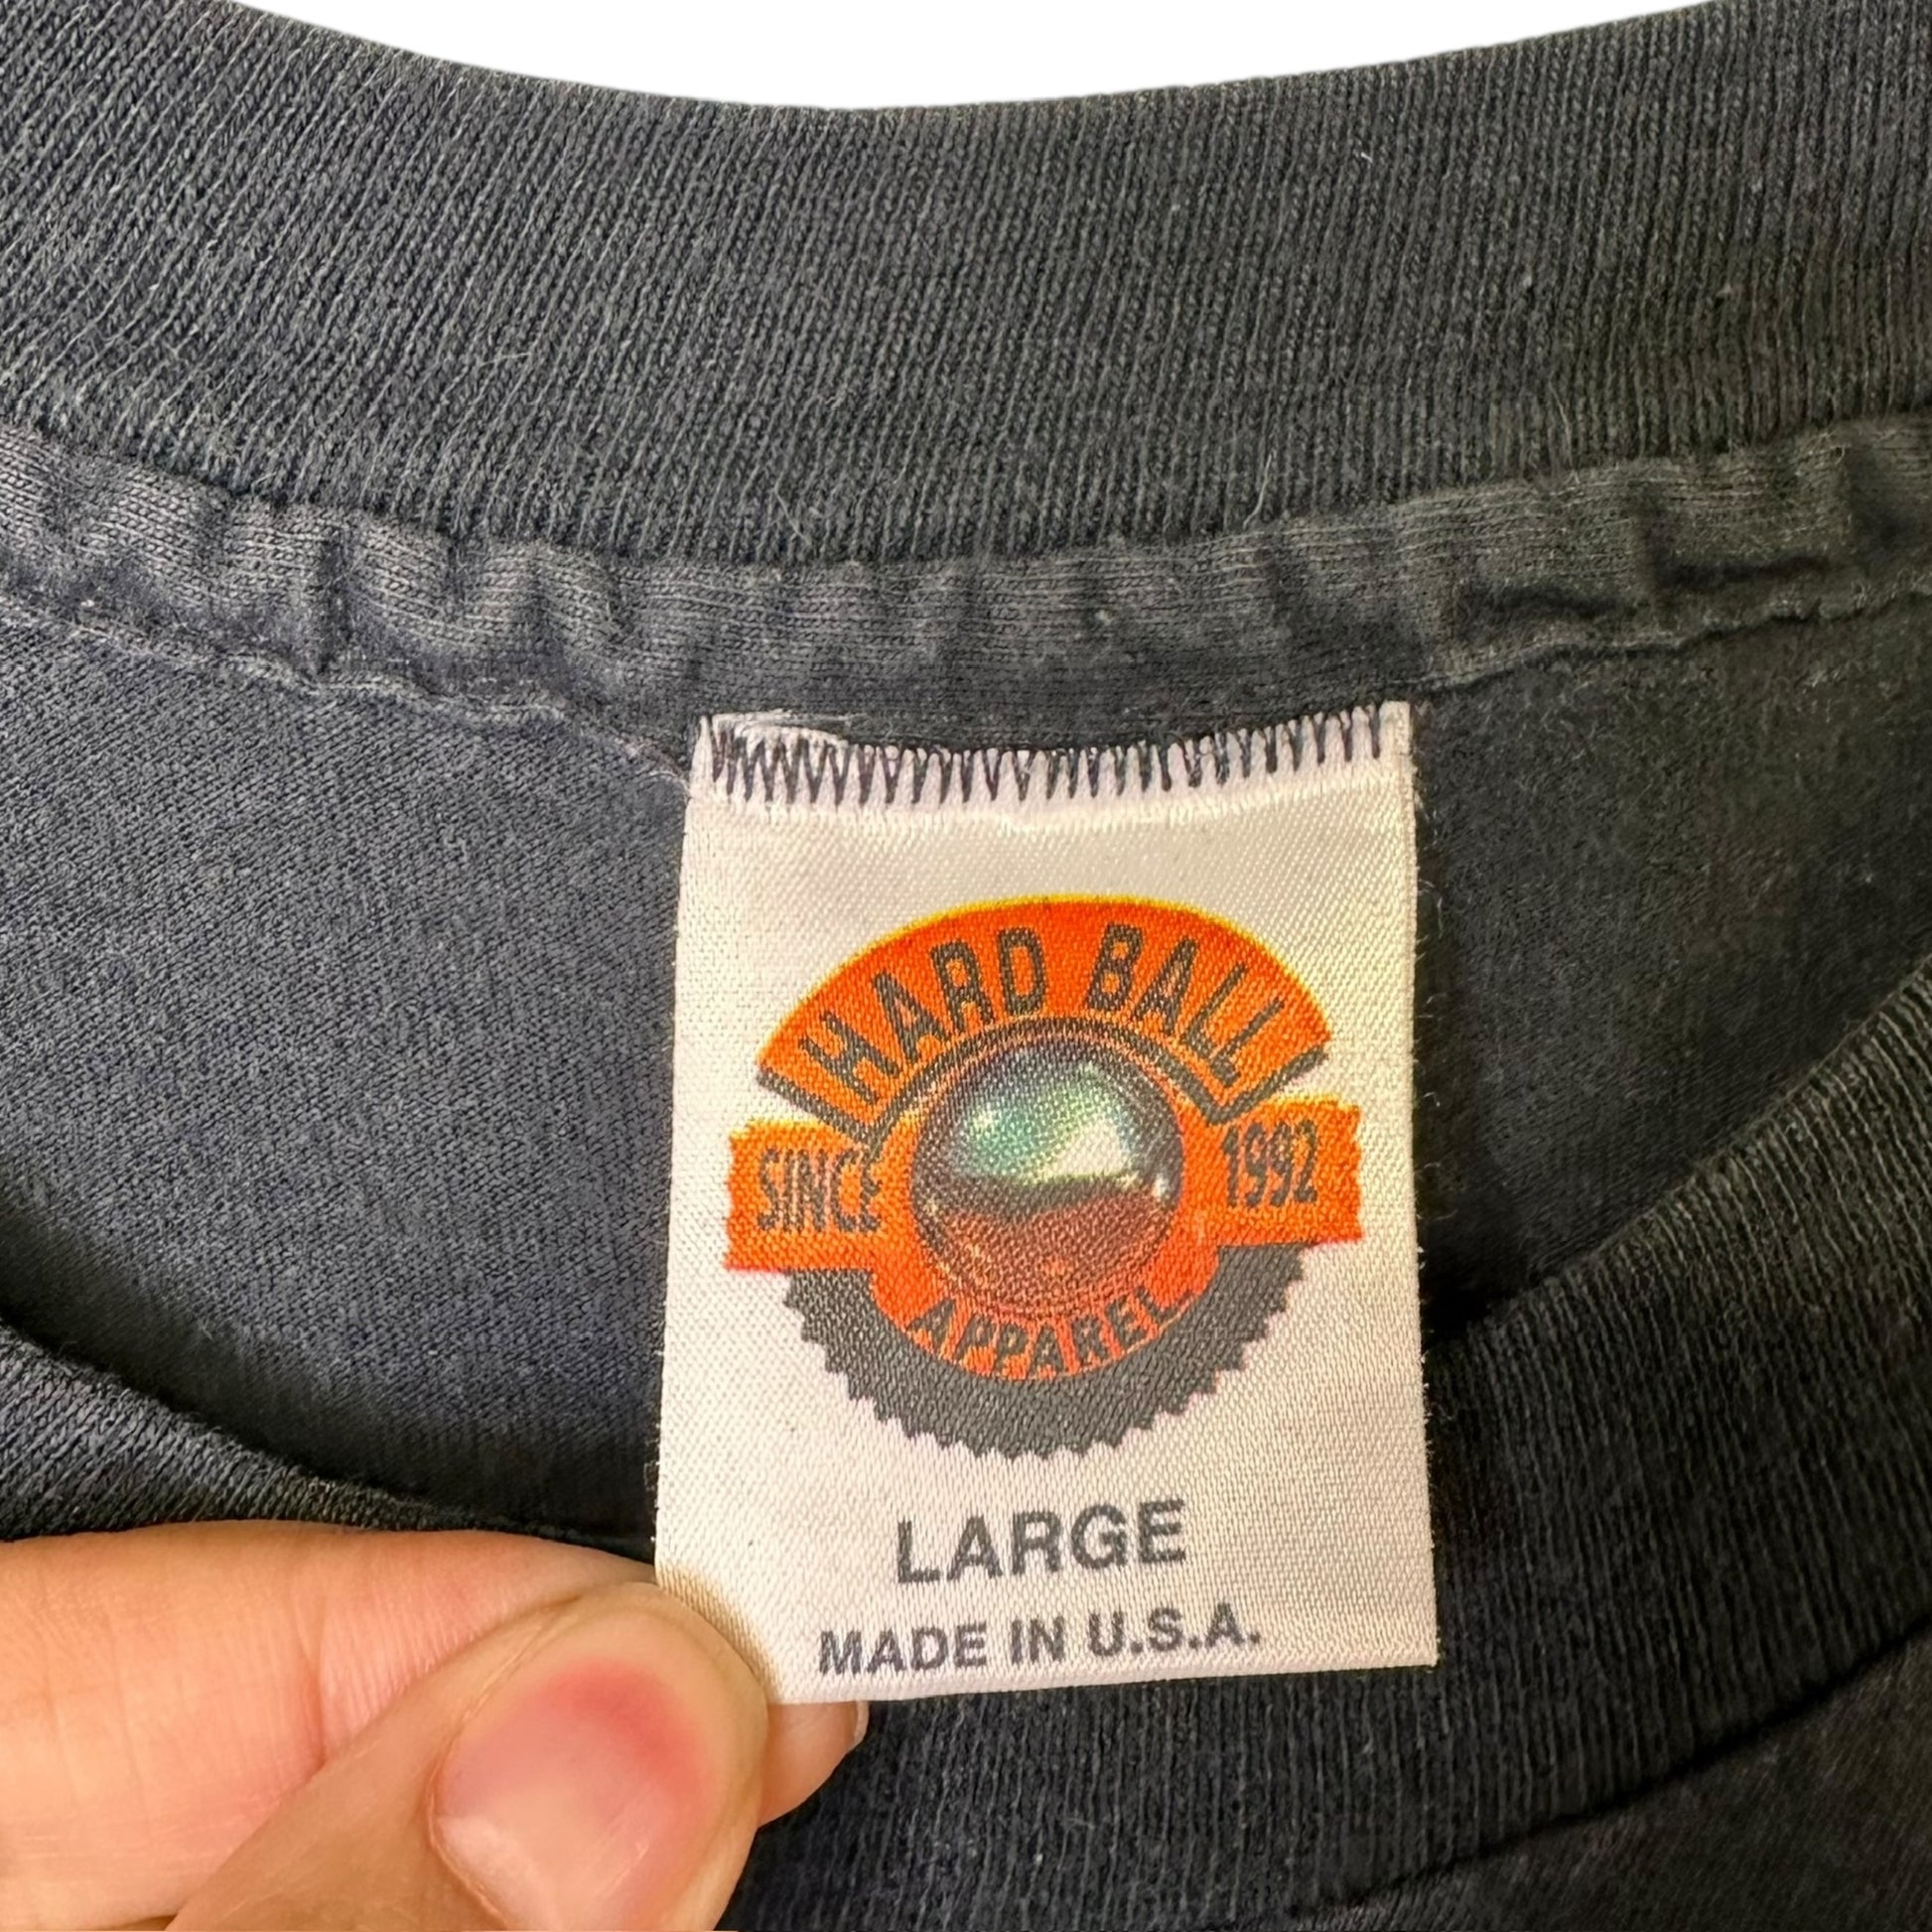 HARD BALL
SINCE 1992
APPAREL
LARGE
MADE IN U.S.A.